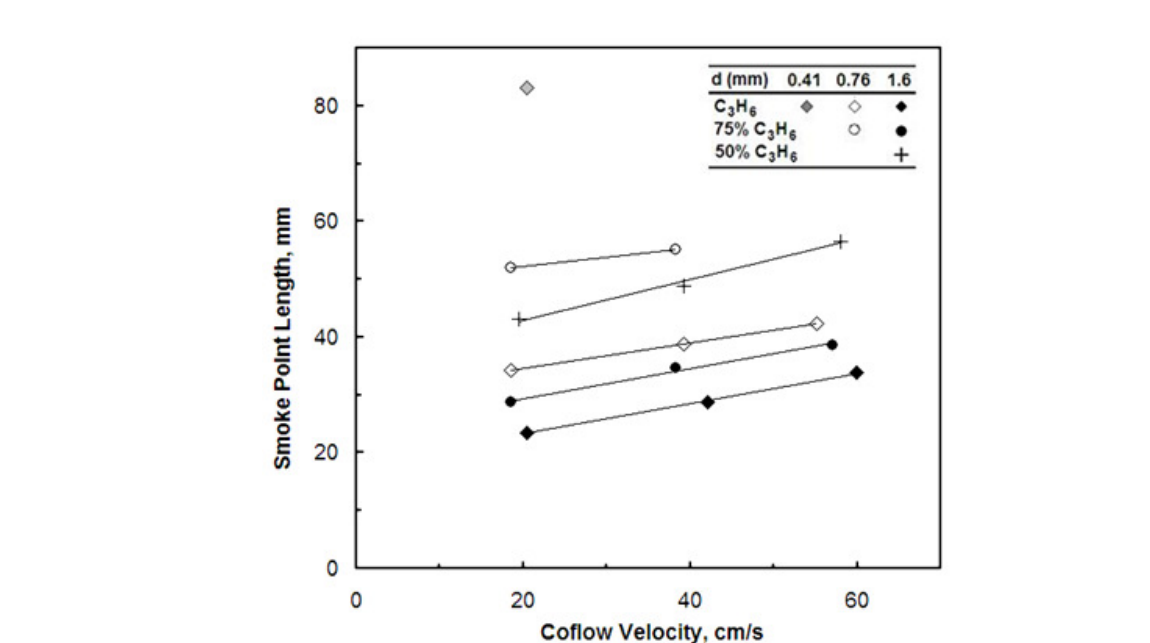 d (mm) 0.41 0.76 1.6
C₃H₆
75% C₃H₆
50% C₃H₆
80
60
40
20
0
Smoke Point Length, mm
0 20 40 60
Coflow Velocity, cm/s